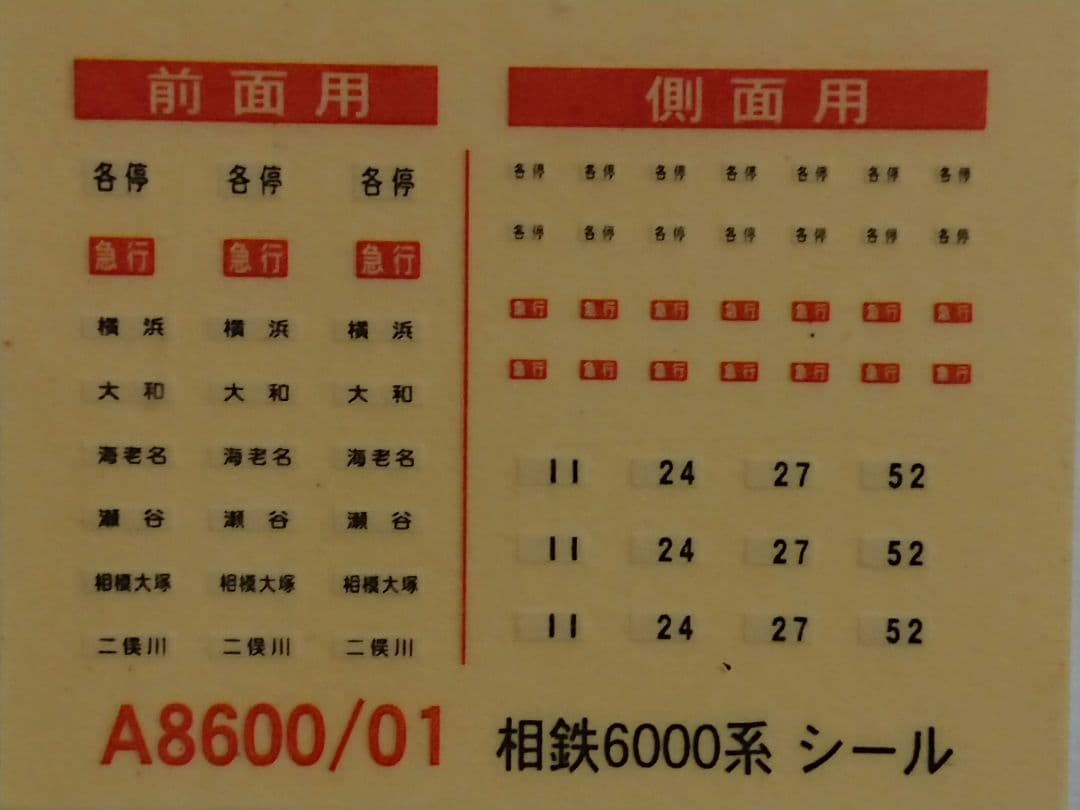 前面用
各停 各停 各停
急行 急行 急行
横浜 横浜 横浜
大和 大和 大和
海老名 海老名 海老名
瀬谷 瀬谷 瀬谷
相模大塚 相模大塚 相模大塚
二俣川 二俣川 二俣川
側面用
各停 各停 各停 各停 各停 各停 各停
各停 各停 各停 各停 各停 各停 各停
急行 急行 急行 急行 急行 急行 急行
急行 急行 急行 急行 急行 急行 急行
11 24 27 52
11 24 27 52
11 24 27 52
A8600/01 相鉄6000系 シール